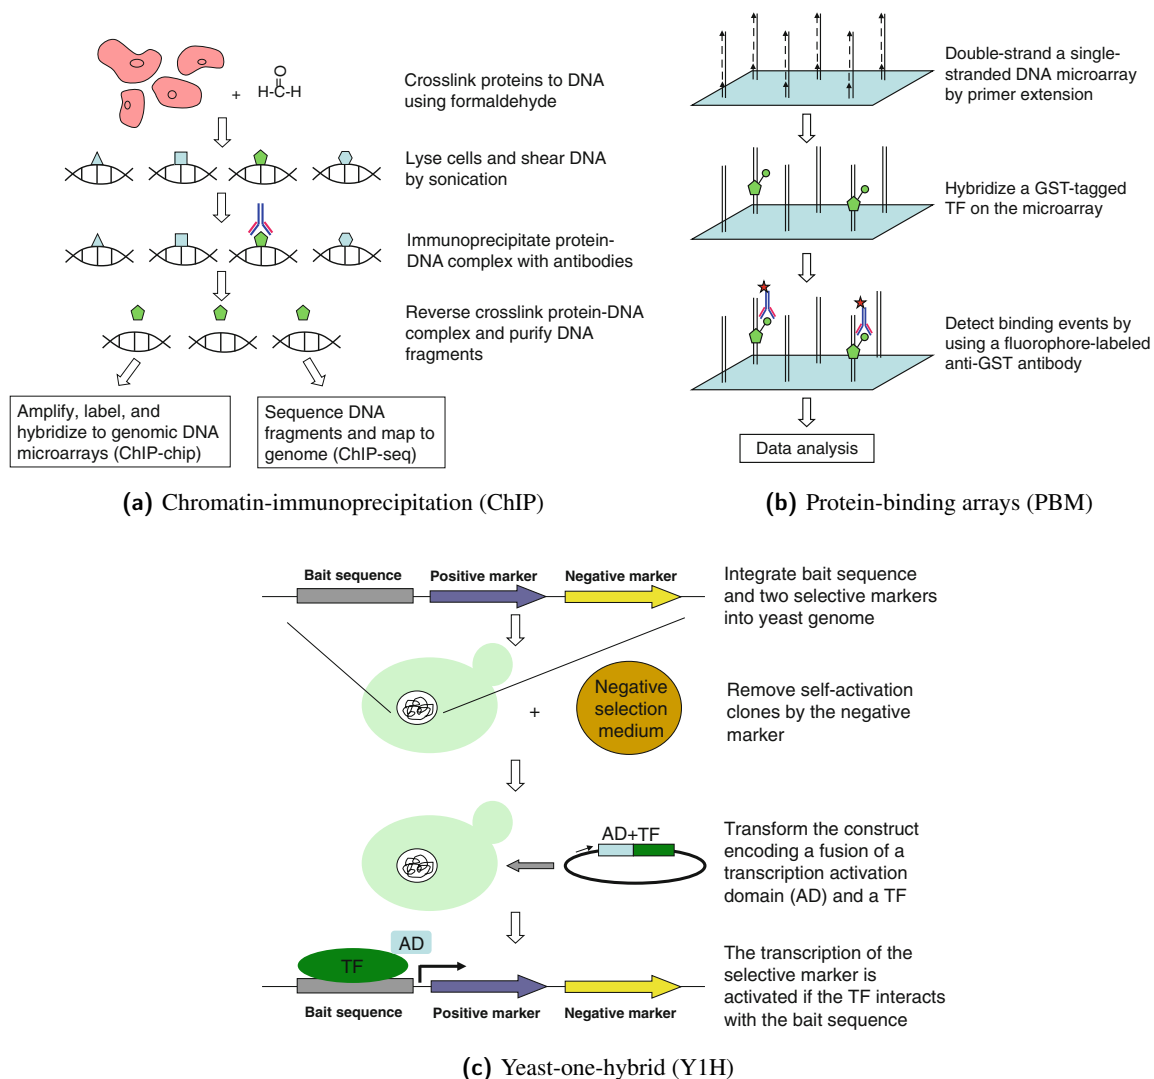 O
H-C-H
+
Crosslink proteins to DNA
using formaldehyde
Lyse cells and shear DNA
by sonication
Immunoprecipitate protein-
DNA complex with antibodies
Reverse crosslink protein-DNA
complex and purify DNA
fragments
Amplify, label, and
hybridize to genomic DNA
microarrays (ChIP-chip)
Sequence DNA
fragments and map to
genome (ChIP-seq)
(a) Chromatin-immunoprecipitation (ChIP)
Double-strand a single-
stranded DNA microarray
by primer extension
Hybridize a GST-tagged
TF on the microarray
Detect binding events by
using a fluorophore-labeled
anti-GST antibody
Data analysis
(b) Protein-binding arrays (PBM)
Bait sequence Positive marker Negative marker
Integrate bait sequence
and two selective markers
into yeast genome
+
Negative
selection
medium
Remove self-activation
clones by the negative
marker
AD+TF
Transform the construct
encoding a fusion of a
transcription activation
domain (AD) and a TF
AD
TF
Bait sequence Positive marker Negative marker
The transcription of the
selective marker is
activated if the TF interacts
with the bait sequence
(c) Yeast-one-hybrid (Y1H)